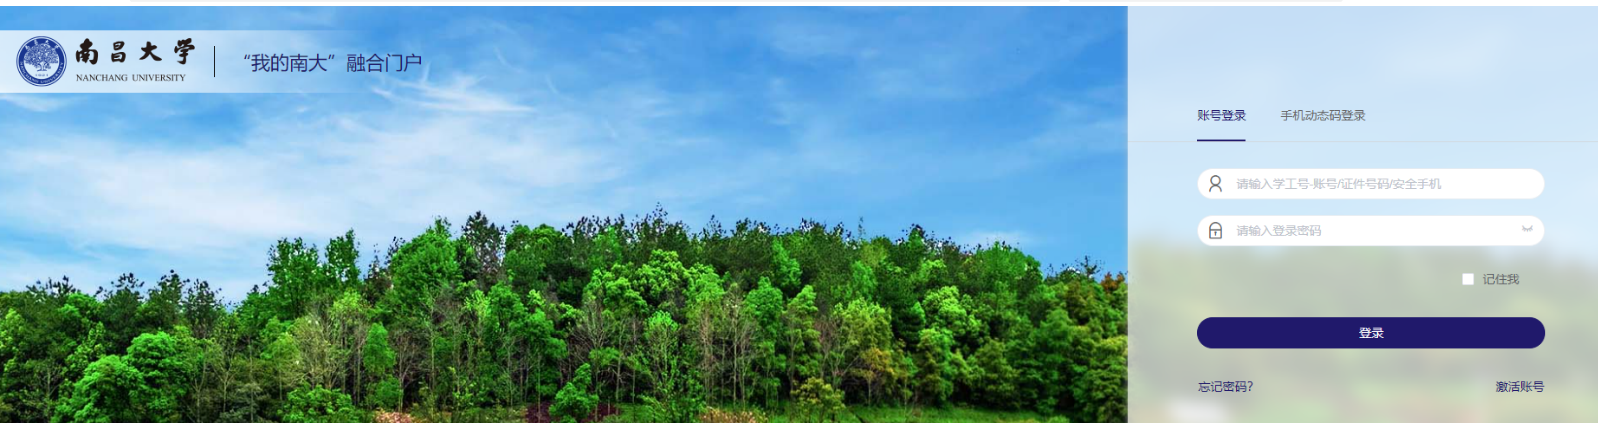 南昌大学
NANCHANG UNIVERSITY
“我的南大”融合门户
账号登录 手机动态码登录
请输入学工号-账号/证件号码/安全手机
请输入登录密码
记住我
登录
忘记密码? 激活账号